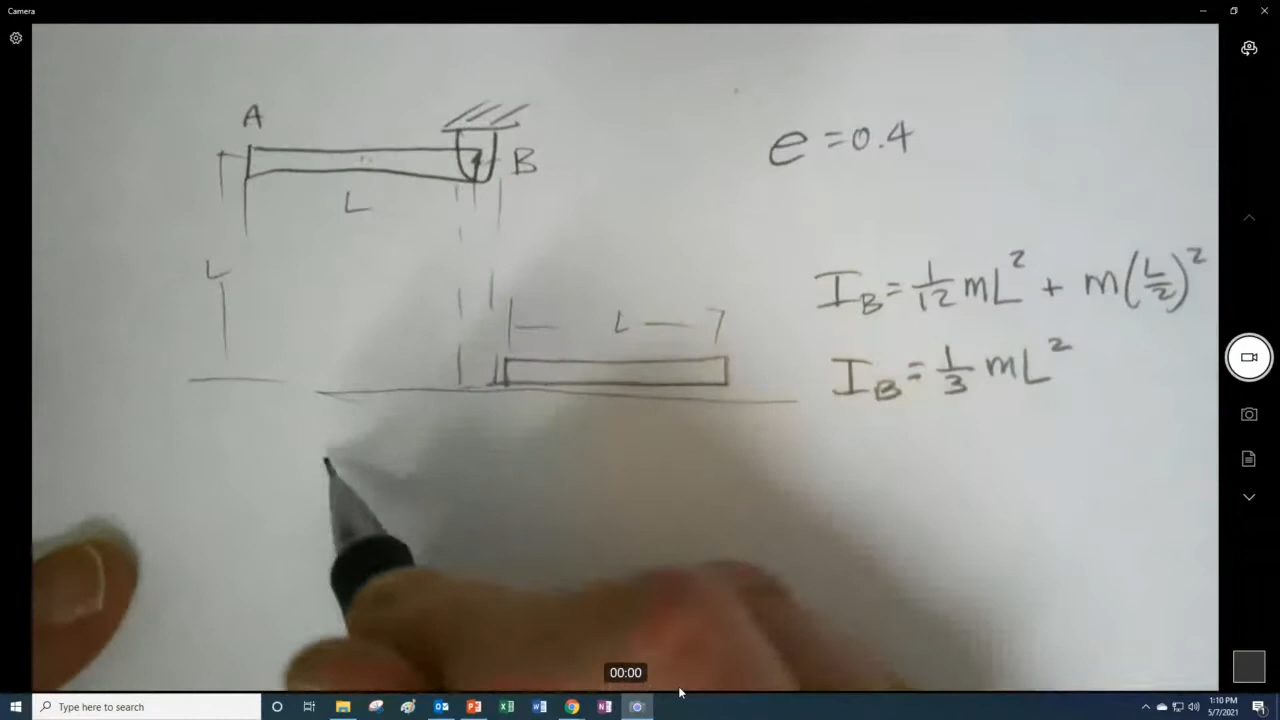 Camera
A
B
e = 0.4
L
L
I_B = 1/12 mL² + m(L/2)²
L
I_B = 1/3 mL²
00:00
Type here to search
1:10 PM
5/7/2021